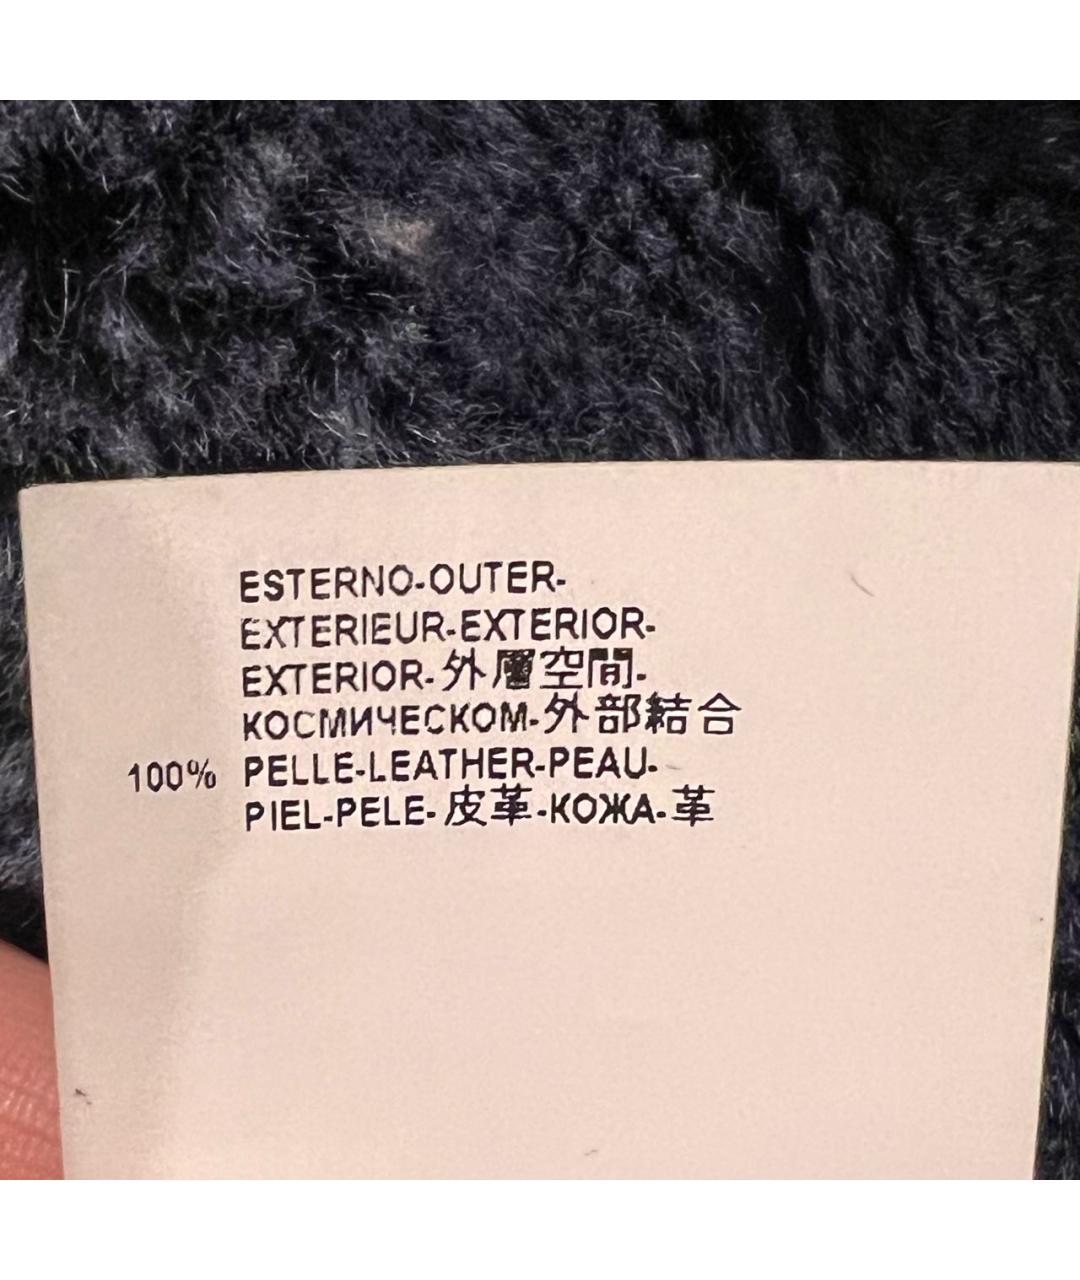 ESTERNO-OUTER-
EXTERIEUR-EXTERIOR-
EXTERIOR-外層空間-
КОСМИЧЕСКОМ-外部結合
100% PELLE-LEATHER-PEAU-
PIEL-PELE-皮革-КОЖА-革